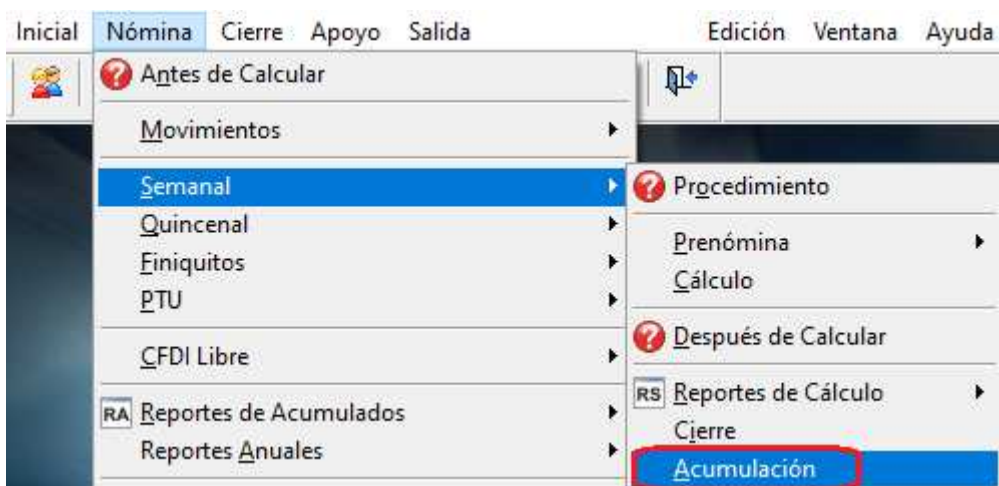 Inicial Nómina Cierre Apoyo Salida Edición Ventana Ayuda
Antes de Calcular
Movimientos
Semanal
Quincenal
Finiquitos
PTU
CFDI Libre
RA Reportes de Acumulados
Reportes Anuales
Procedimiento
Prenómina
Cálculo
Después de Calcular
RS Reportes de Cálculo
Cierre
Acumulación